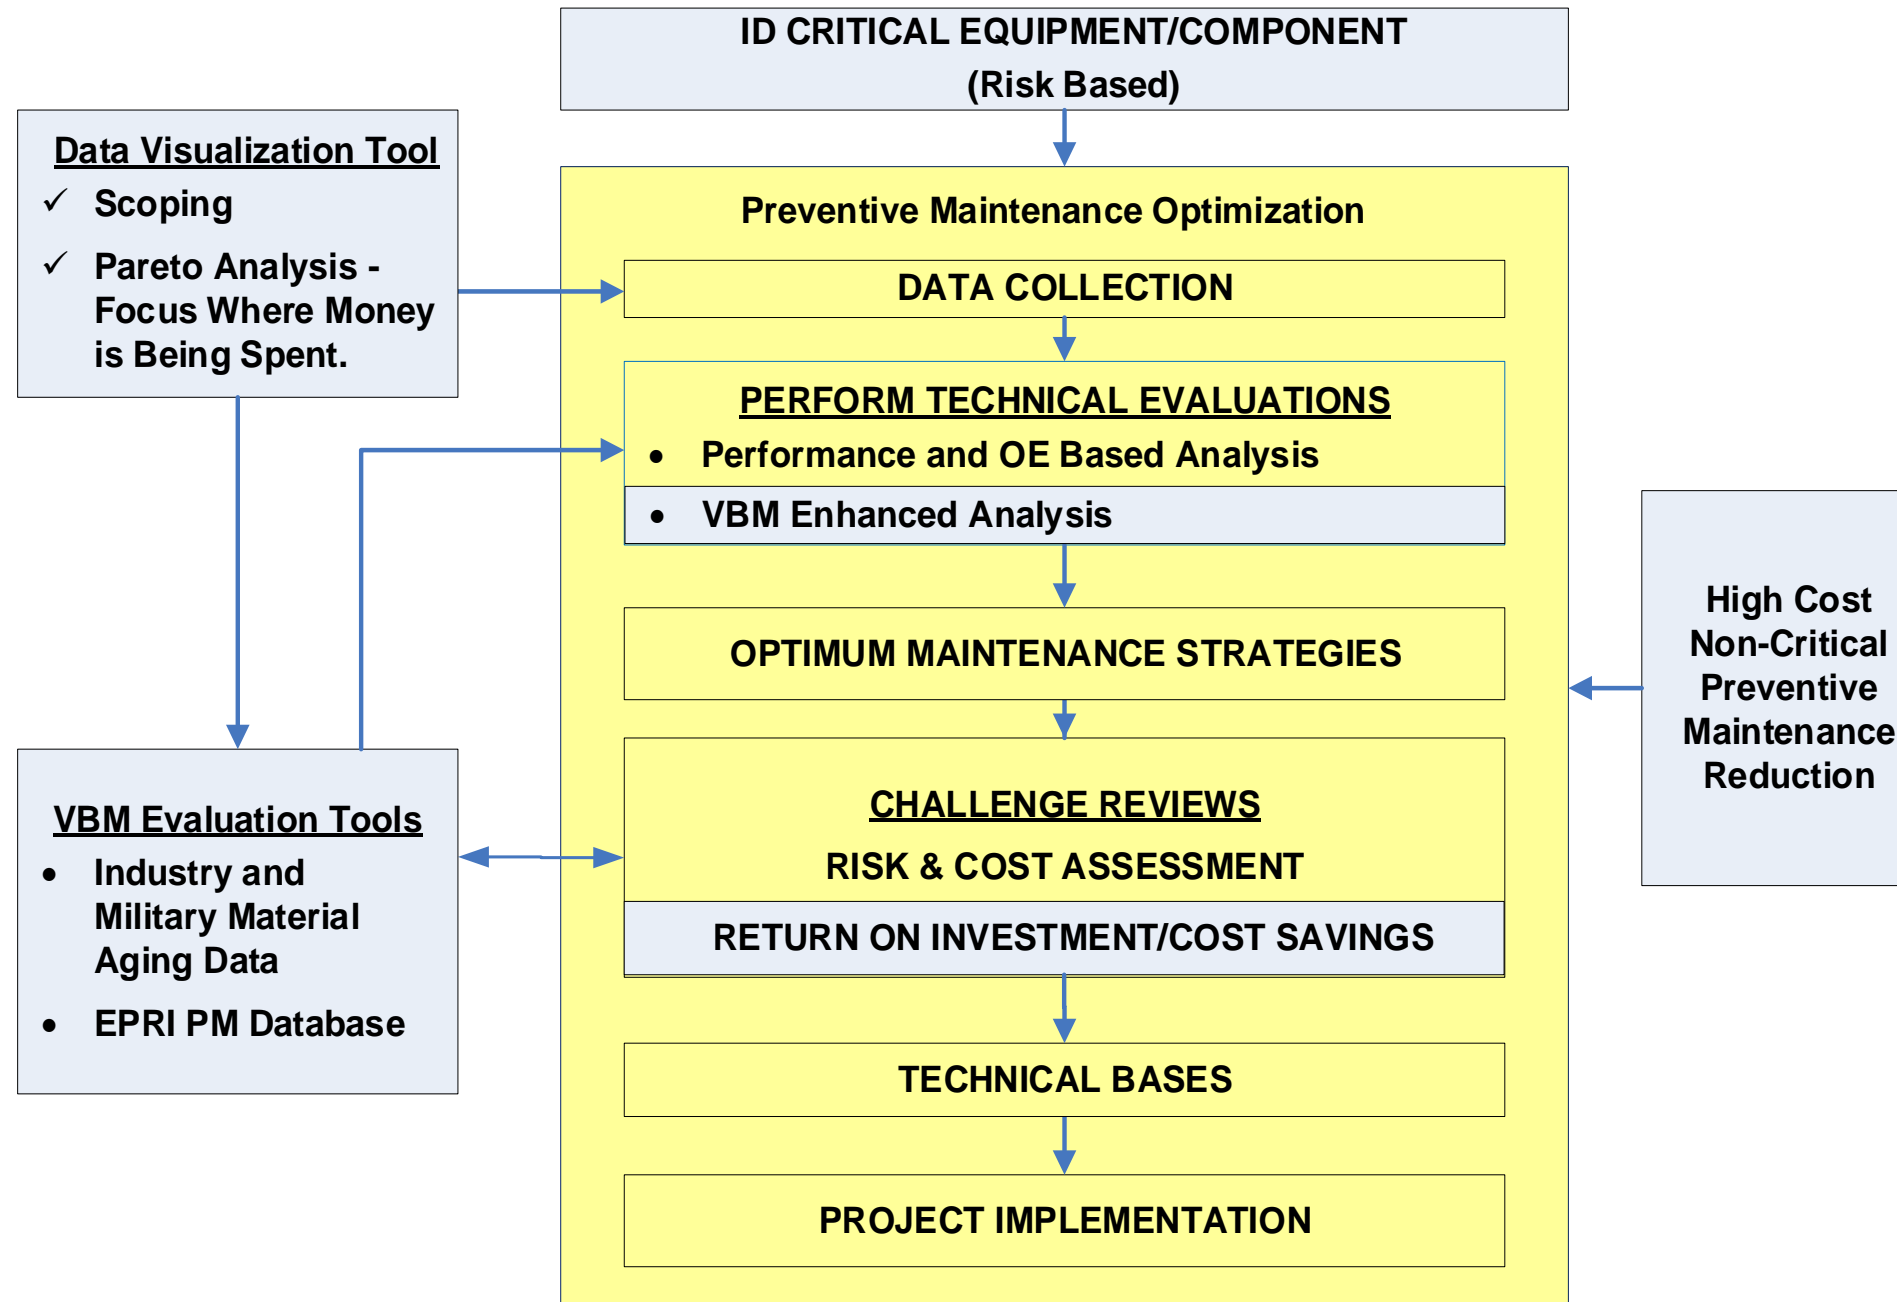 ID CRITICAL EQUIPMENT/COMPONENT
(Risk Based)
Data Visualization Tool
✓ Scoping
✓ Pareto Analysis -
Focus Where Money
is Being Spent.
Preventive Maintenance Optimization
DATA COLLECTION
PERFORM TECHNICAL EVALUATIONS
• Performance and OE Based Analysis
• VBM Enhanced Analysis
OPTIMUM MAINTENANCE STRATEGIES
High Cost
Non-Critical
Preventive
Maintenance
Reduction
CHALLENGE REVIEWS
RISK & COST ASSESSMENT
RETURN ON INVESTMENT/COST SAVINGS
VBM Evaluation Tools
• Industry and
Military Material
Aging Data
• EPRI PM Database
TECHNICAL BASES
PROJECT IMPLEMENTATION